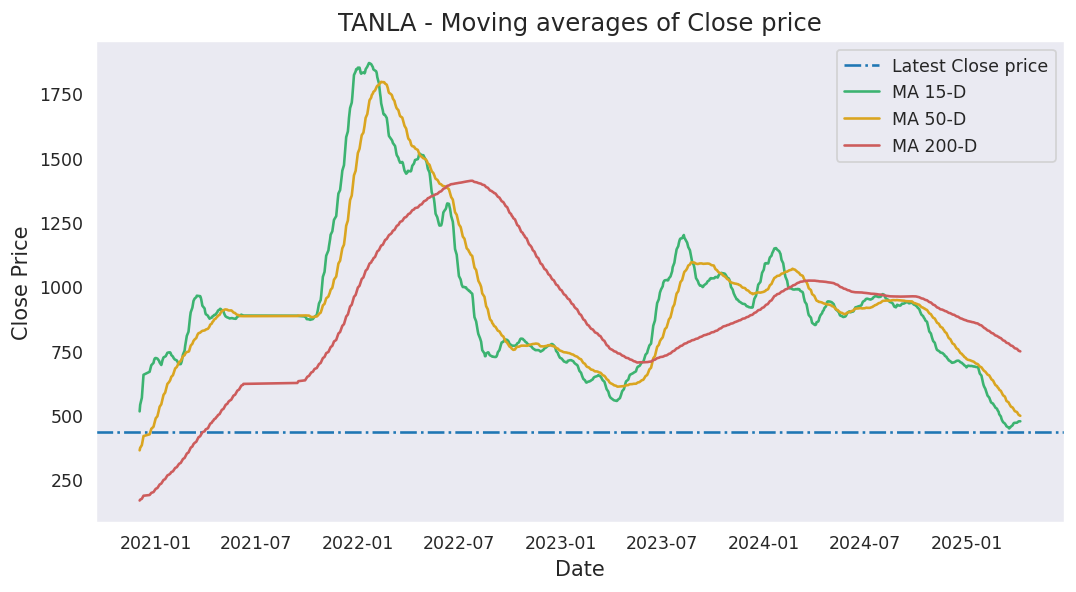 TANLA - Moving averages of Close price
Latest Close price
MA 15-D
MA 50-D
MA 200-D
Close Price
1750
1500
1250
1000
750
500
250
2021-01 2021-07 2022-01 2022-07 2023-01 2023-07 2024-01 2024-07 2025-01
Date